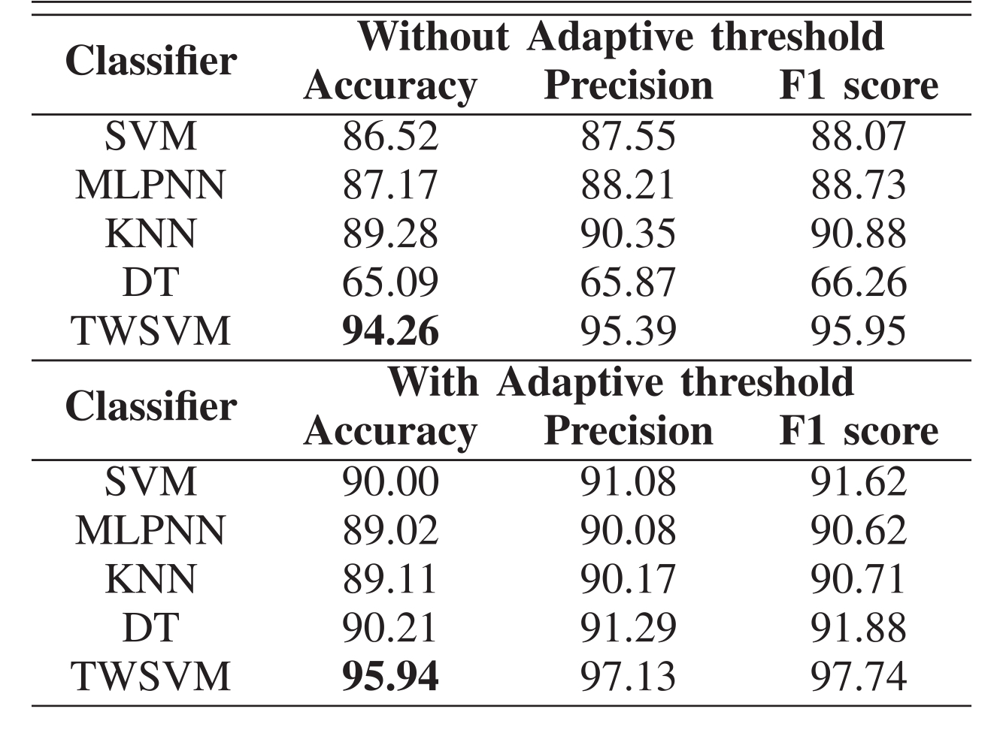 Without Adaptive threshold
Classifier
Accuracy Precision F1 score
SVM 86.52 87.55 88.07
MLPNN 87.17 88.21 88.73
KNN 89.28 90.35 90.88
DT 65.09 65.87 66.26
TWSVM 94.26 95.39 95.95
With Adaptive threshold
Classifier
Accuracy Precision F1 score
SVM 90.00 91.08 91.62
MLPNN 89.02 90.08 90.62
KNN 89.11 90.17 90.71
DT 90.21 91.29 91.88
TWSVM 95.94 97.13 97.74